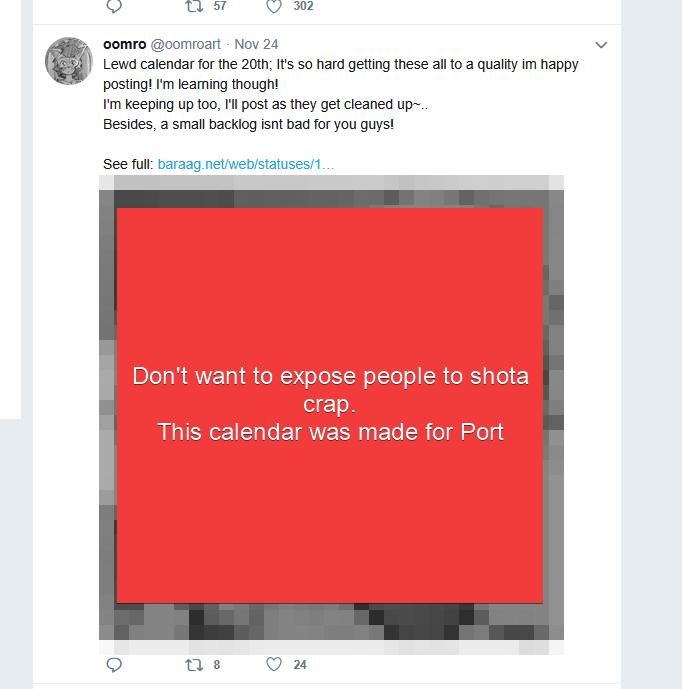 57 302
oomro @oomroart · Nov 24
Lewd calendar for the 20th; It's so hard getting these all to a quality im happy
posting! I'm learning though!
I'm keeping up too, I'll post as they get cleaned up~..
Besides, a small backlog isnt bad for you guys!
See full: baraag.net/web/statuses/1...
Don't want to expose people to shota
crap.
This calendar was made for Port
8 24